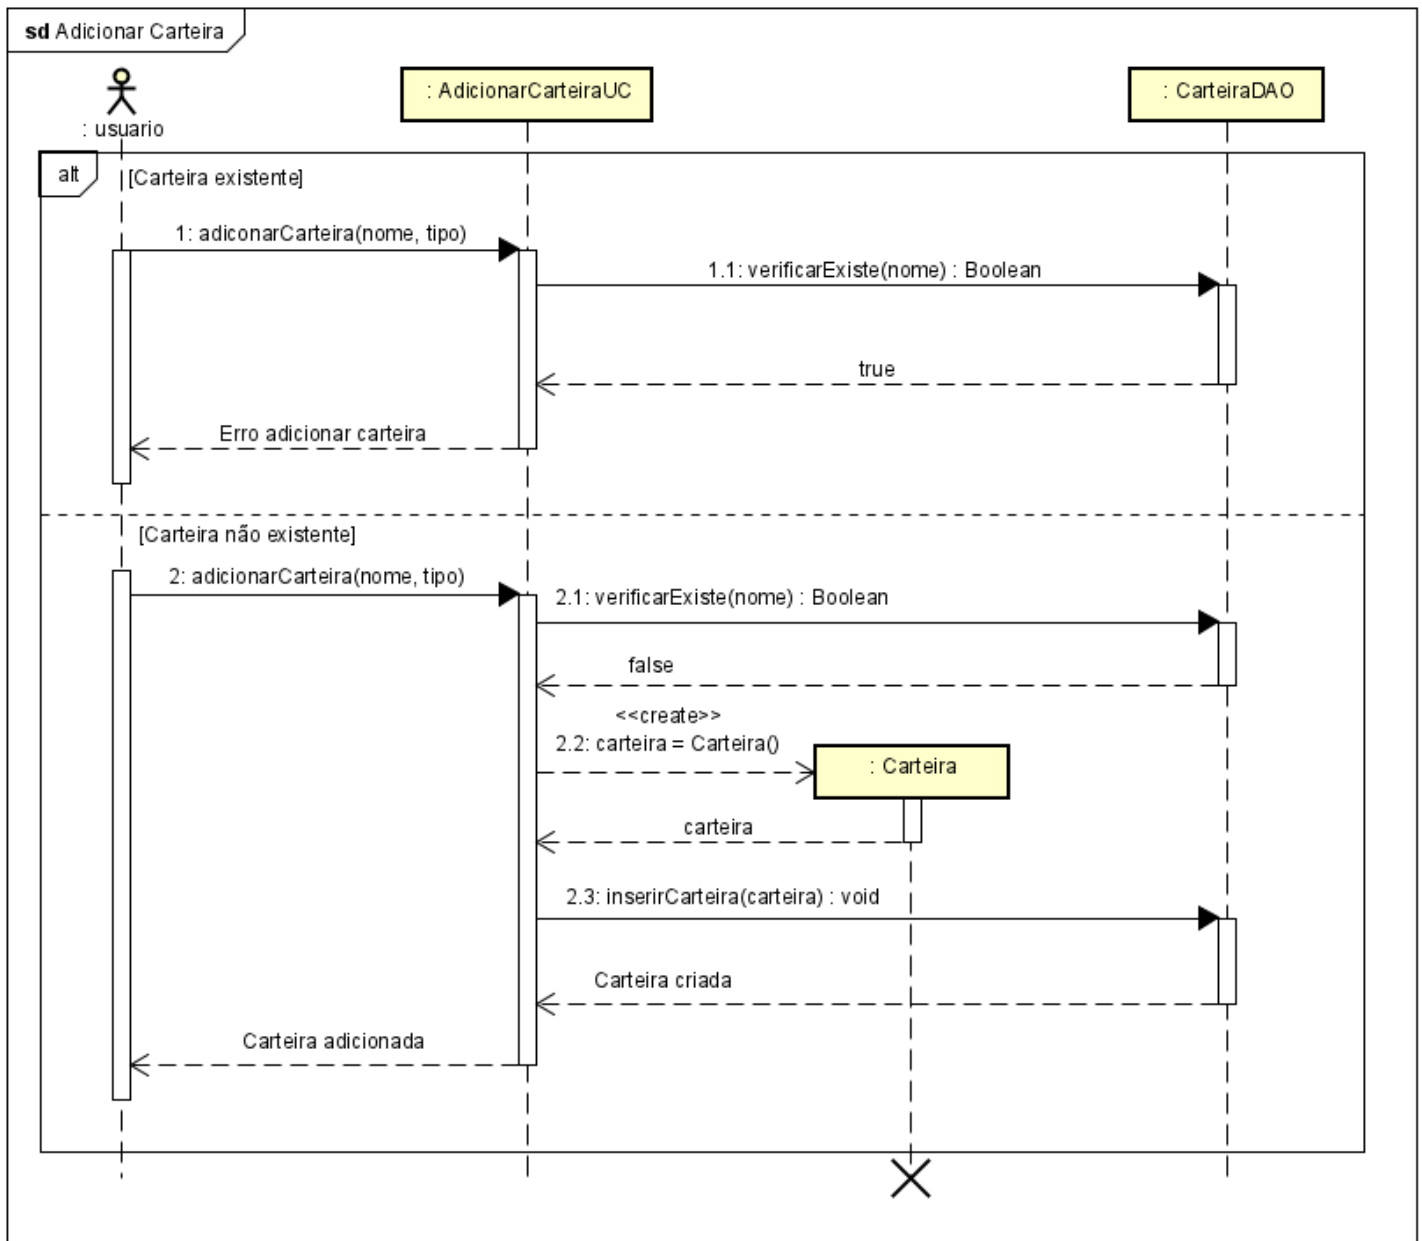 sd Adicionar Carteira
: usuario
: AdicionarCarteiraUC
: CarteiraDAO
alt
[Carteira existente]
1: adiconarCarteira(nome, tipo)
1.1: verificarExiste(nome) : Boolean
true
Erro adicionar carteira
[Carteira não existente]
2: adicionarCarteira(nome, tipo)
2.1: verificarExiste(nome) : Boolean
false
<<create>>
2.2: carteira = Carteira()
: Carteira
carteira
2.3: inserirCarteira(carteira) : void
Carteira criada
Carteira adicionada